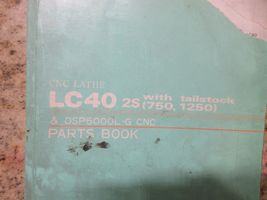 CNC LATHE
LC40 2S with tailstock (750, 1250)
& OSP5000L-G CNC
PARTS BOOK